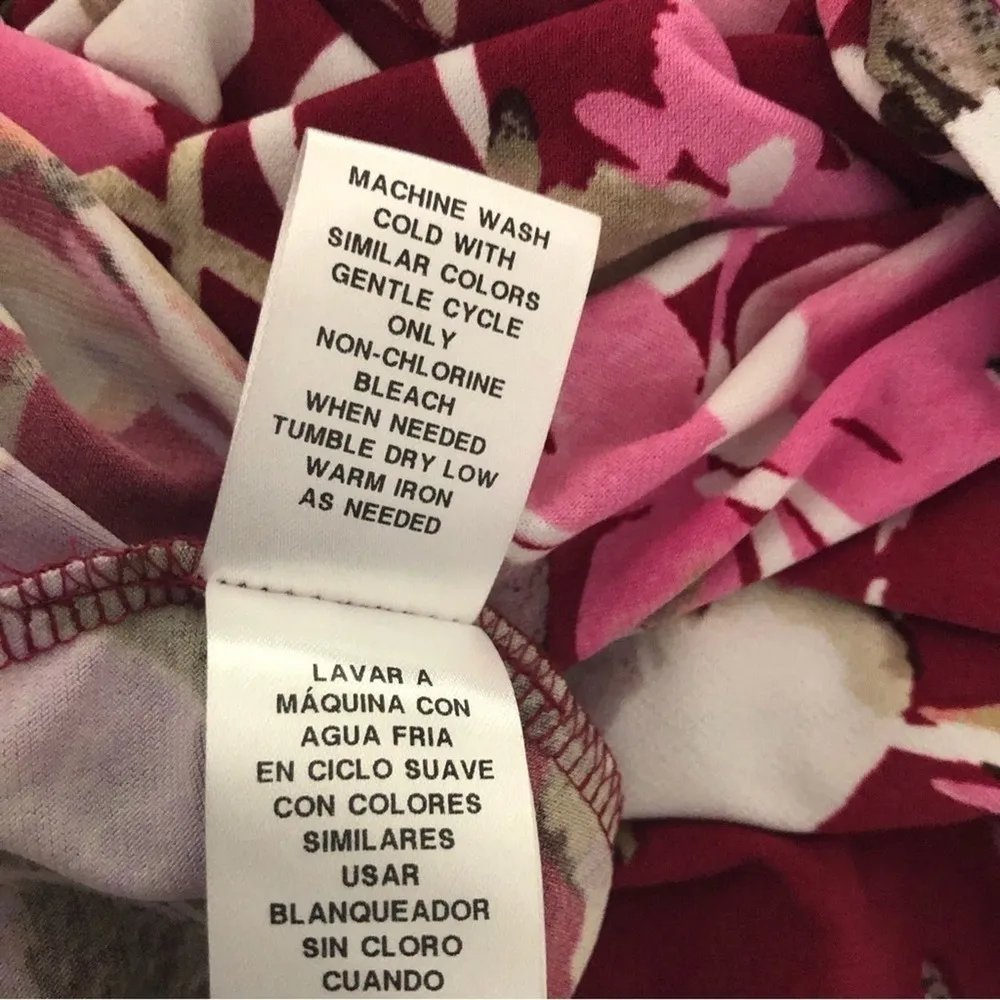 MACHINE WASH
COLD WITH
SIMILAR COLORS
GENTLE CYCLE
ONLY
NON-CHLORINE
BLEACH
WHEN NEEDED
TUMBLE DRY LOW
WARM IRON
AS NEEDED
LAVAR A
MÁQUINA CON
AGUA FRIA
EN CICLO SUAVE
CON COLORES
SIMILARES
USAR
BLANQUEADOR
SIN CLORO
CUANDO